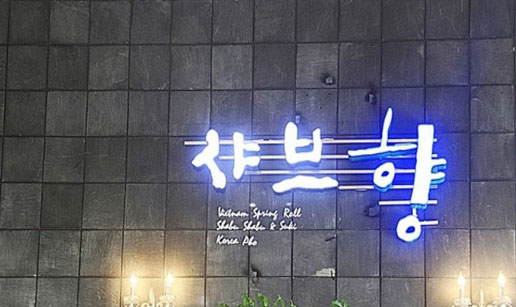 샤브향
Vietnam Spring Roll
Shabu Shabu & Suki
Korea Pho